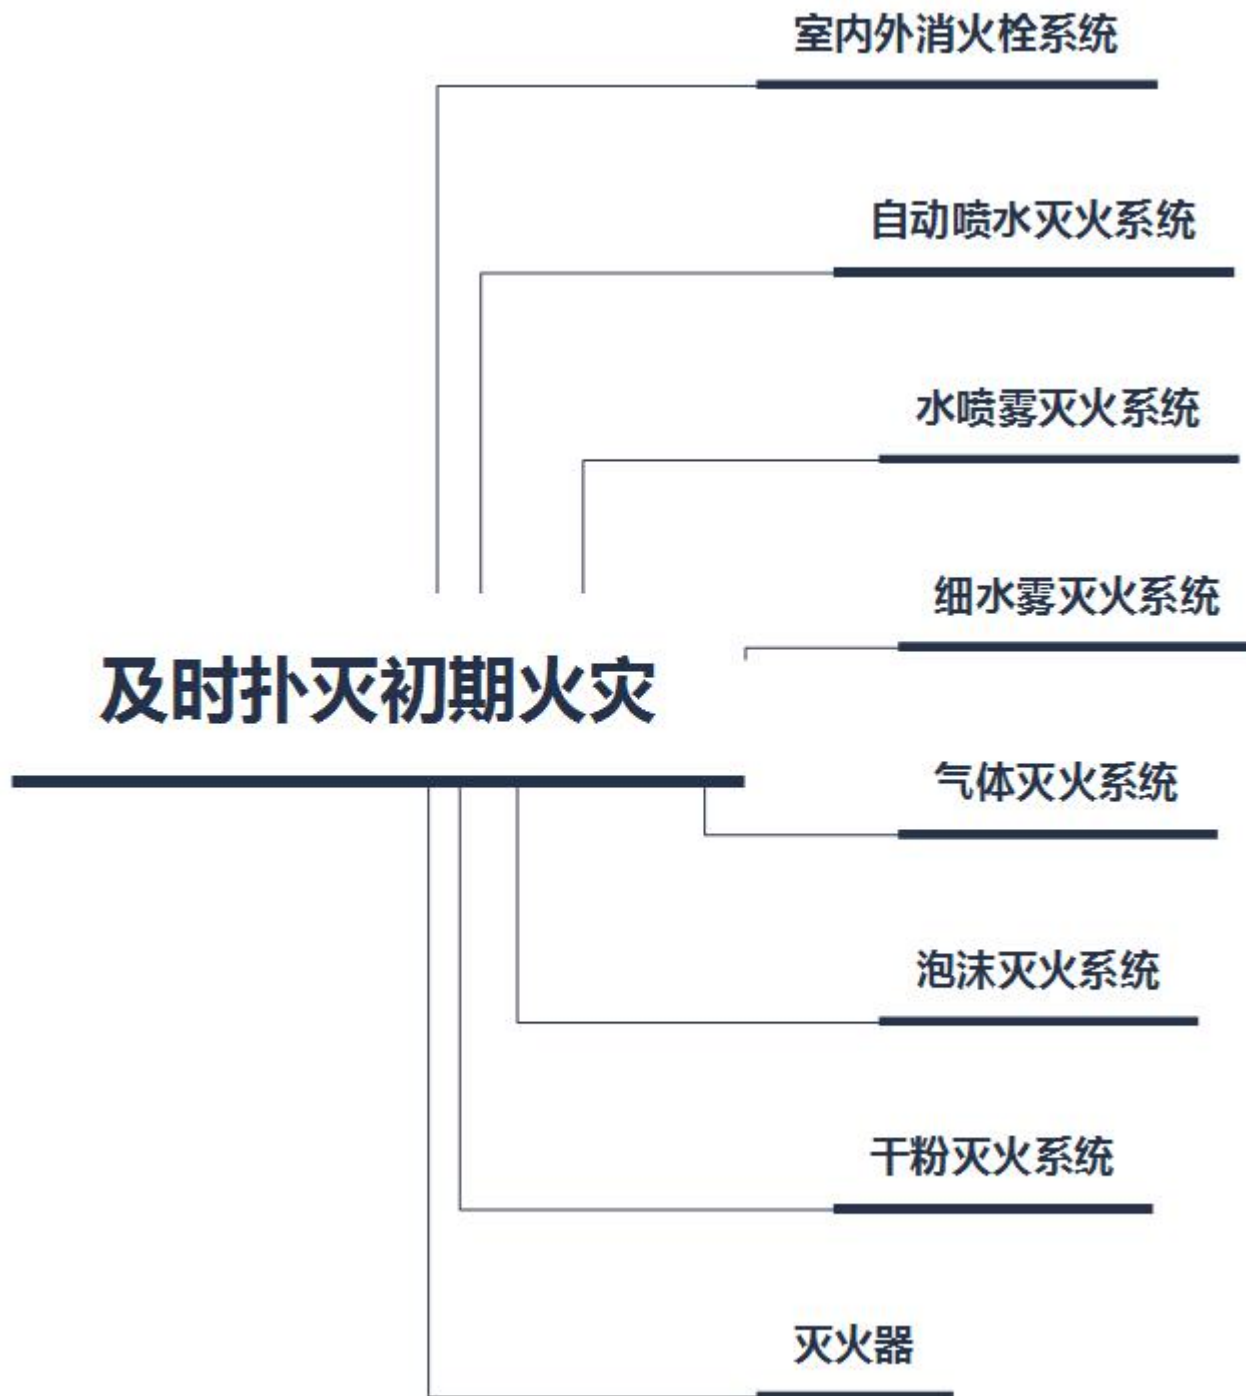 室内外消火栓系统
自动喷水灭火系统
水喷雾灭火系统
细水雾灭火系统
及时扑灭初期火灾
气体灭火系统
泡沫灭火系统
干粉灭火系统
灭火器